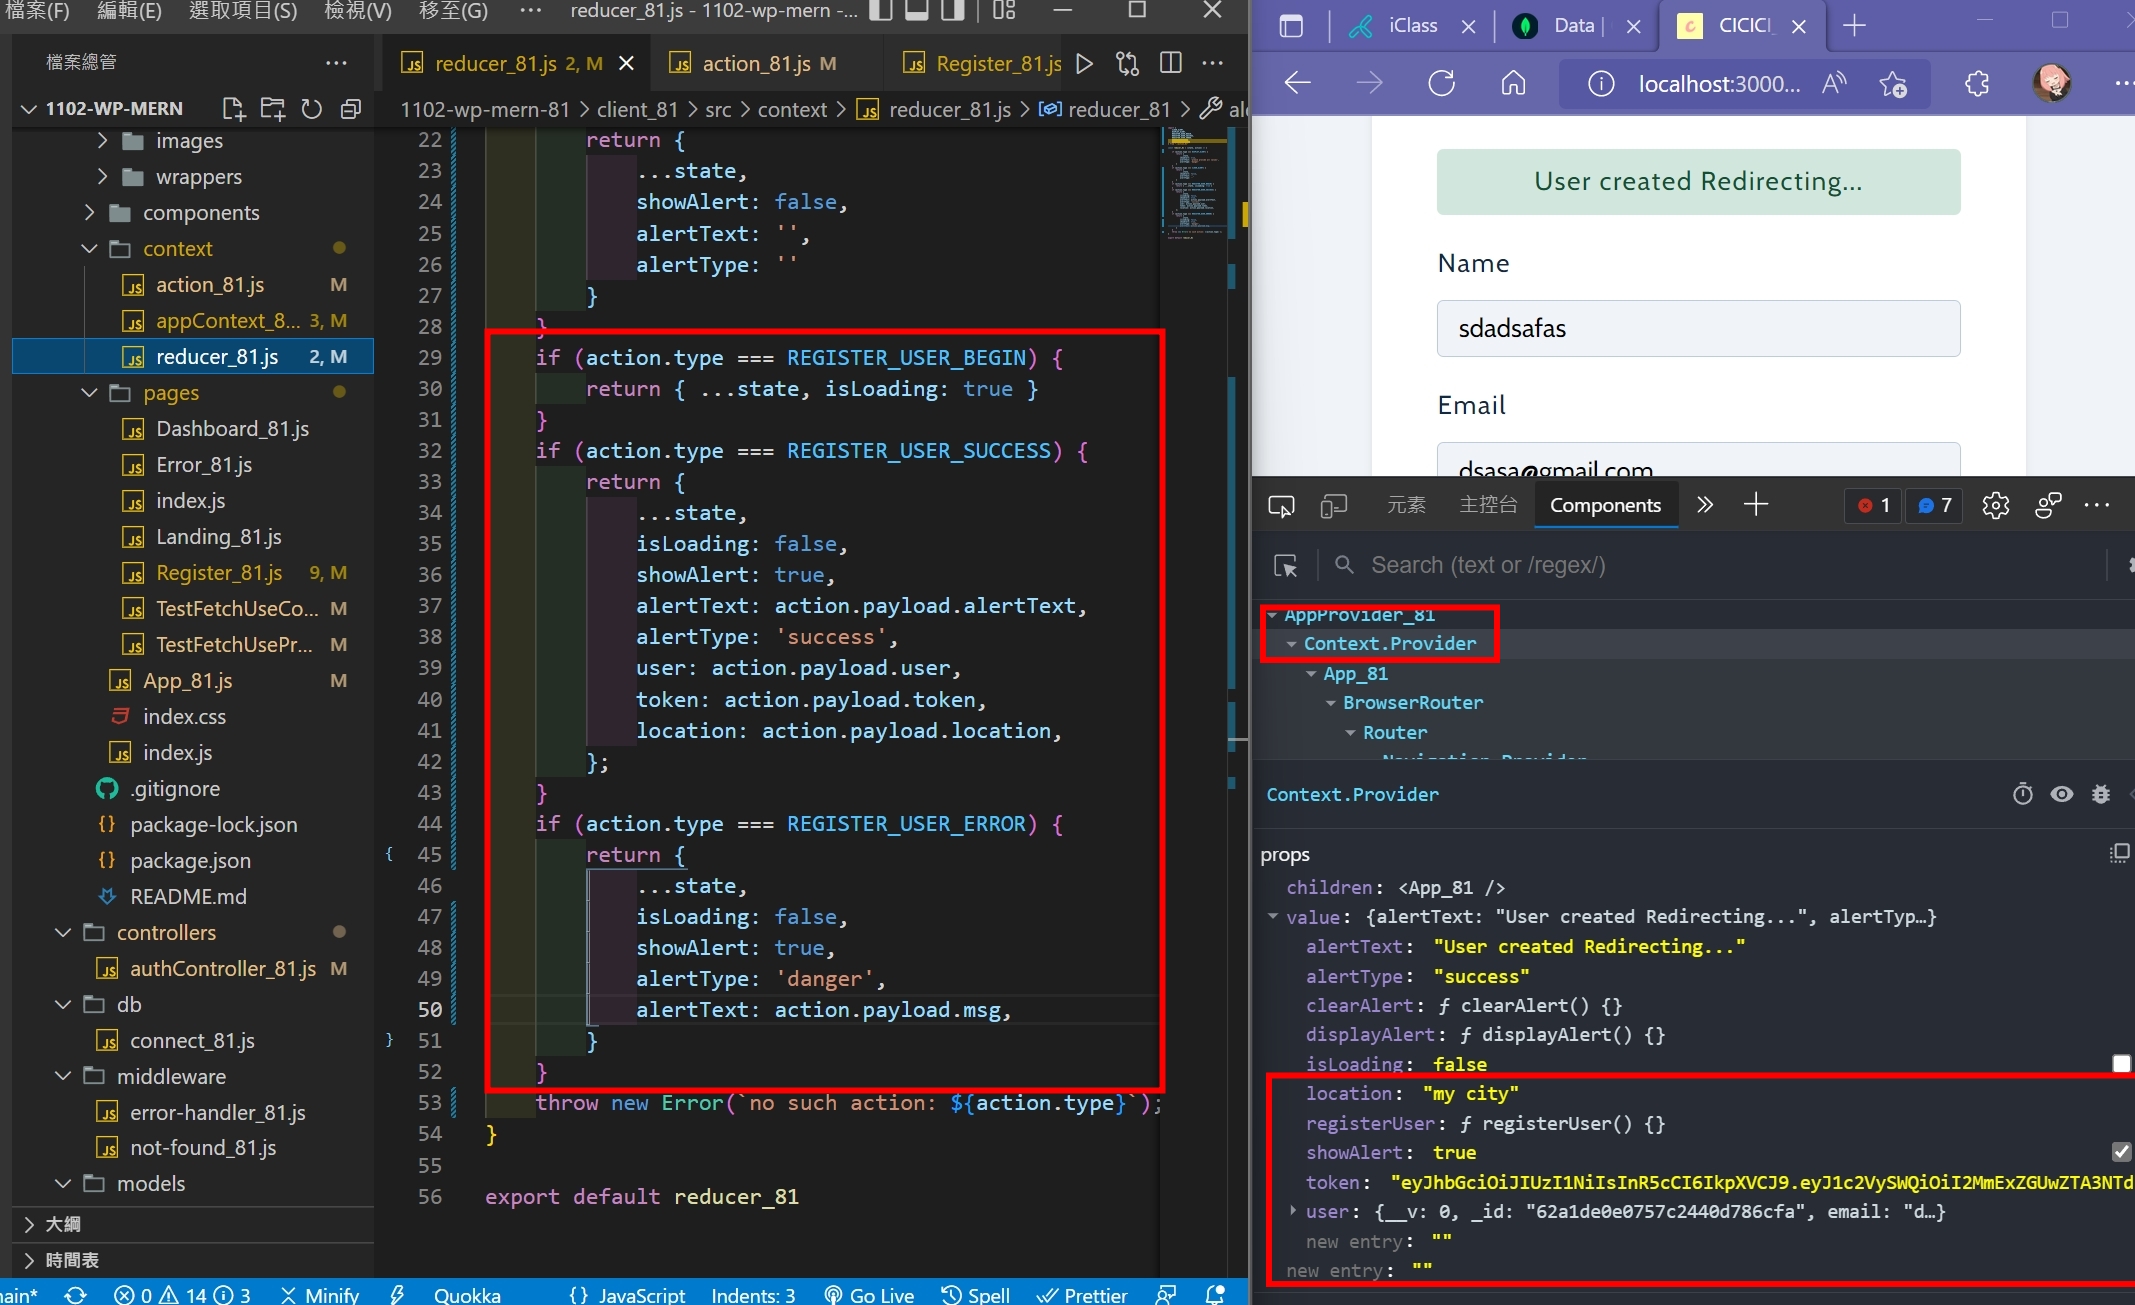 檔案(F) 編輯(E) 選取項目(S) 檢視(V) 移至(G) ··· reducer_81.js - 1102-wp-mern -...
檔案總管
1102-WP-MERN
images
wrappers
components
context
action_81.js M
appContext_8... 3, M
reducer_81.js 2, M
pages
Dashboard_81.js
Error_81.js
index.js
Landing_81.js
Register_81.js 9, M
TestFetchUseCo... M
TestFetchUsePr... M
App_81.js M
index.css
index.js
.gitignore
package-lock.json
package.json
README.md
controllers
authController_81.js M
db
connect_81.js
middleware
error-handler_81.js
not-found_81.js
models
大綱
時間表
reducer_81.js 2, M
action_81.js M
Register_81.js
1102-wp-mern-81 > client_81 > src > context > reducer_81.js > reducer_81 >
22 return {
23 ...state,
24 showAlert: false,
25 alertText: '',
26 alertType: ''
27 }
28 }
29 if (action.type === REGISTER_USER_BEGIN) {
30 return { ...state, isLoading: true }
31 }
32 if (action.type === REGISTER_USER_SUCCESS) {
33 return {
34 ...state,
35 isLoading: false,
36 showAlert: true,
37 alertText: action.payload.alertText,
38 alertType: 'success',
39 user: action.payload.user,
40 token: action.payload.token,
41 location: action.payload.location,
42 };
43 }
44 if (action.type === REGISTER_USER_ERROR) {
45 return {
46 ...state,
47 isLoading: false,
48 showAlert: true,
49 alertType: 'danger',
50 alertText: action.payload.msg,
51 }
52 }
53 throw new Error(`no such action: ${action.type}`);
54 }
55
56 export default reducer_81
main* 0 14 3 Minify Quokka {} JavaScript Indents: 3 Go Live Spell Prettier
iClass
Data |
CICICI_
localhost:3000...
User created Redirecting...
Name
sdadsafas
Email
dsasa@gmail.com
元素 主控台 Components 1 7
Search (text or /regex/)
AppProvider_81
Context.Provider
App_81
BrowserRouter
Router
Navigation.Provider
Context.Provider
props
children: <App_81 />
value: {alertText: "User created Redirecting...", alertTyp…}
alertText: "User created Redirecting..."
alertType: "success"
clearAlert: ƒ clearAlert() {}
displayAlert: ƒ displayAlert() {}
isLoading: false
location: "my city"
registerUser: ƒ registerUser() {}
showAlert: true
token: "eyJhbGciOiJIUzI1NiIsInR5cCI6IkpXVCJ9.eyJ1c2VySWQiOiI2MmExZGUwZTA3NTd
user: {__v: 0, _id: "62a1de0e0757c2440d786cfa", email: "d…}
new entry: ""
new entry: ""